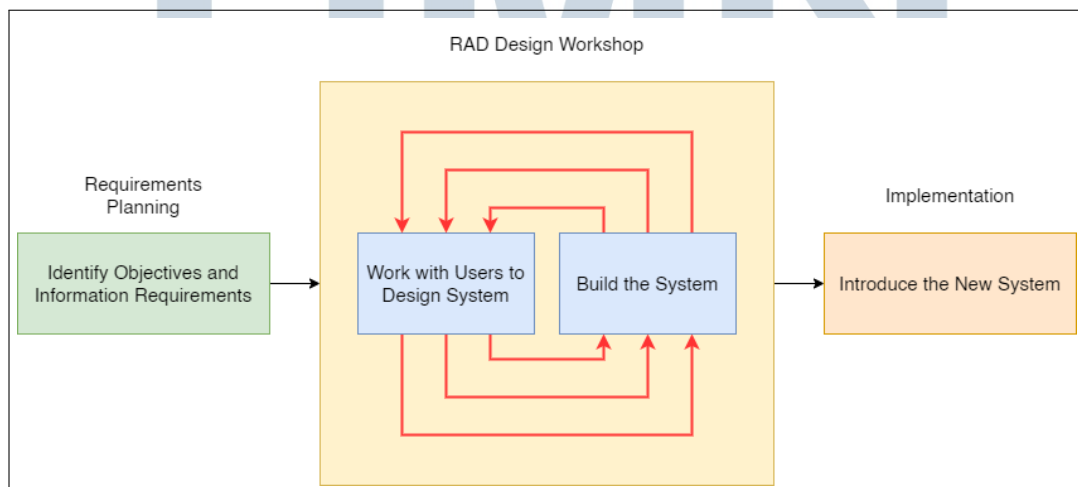 RAD Design Workshop
Requirements
Planning
Identify Objectives and
Information Requirements
Work with Users to
Design System
Build the System
Implementation
Introduce the New System